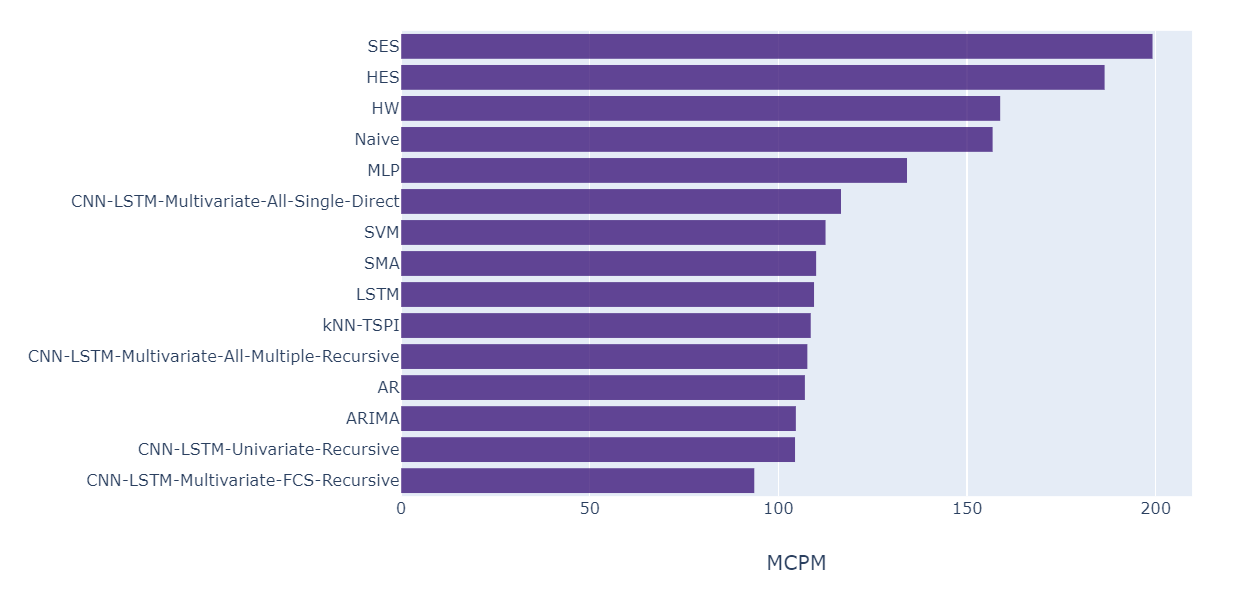 SES
HES
HW
Naive
MLP
CNN-LSTM-Multivariate-All-Single-Direct
SVM
SMA
LSTM
kNN-TSPI
CNN-LSTM-Multivariate-All-Multiple-Recursive
AR
ARIMA
CNN-LSTM-Univariate-Recursive
CNN-LSTM-Multivariate-FCS-Recursive
0 50 100 150 200
MCPM